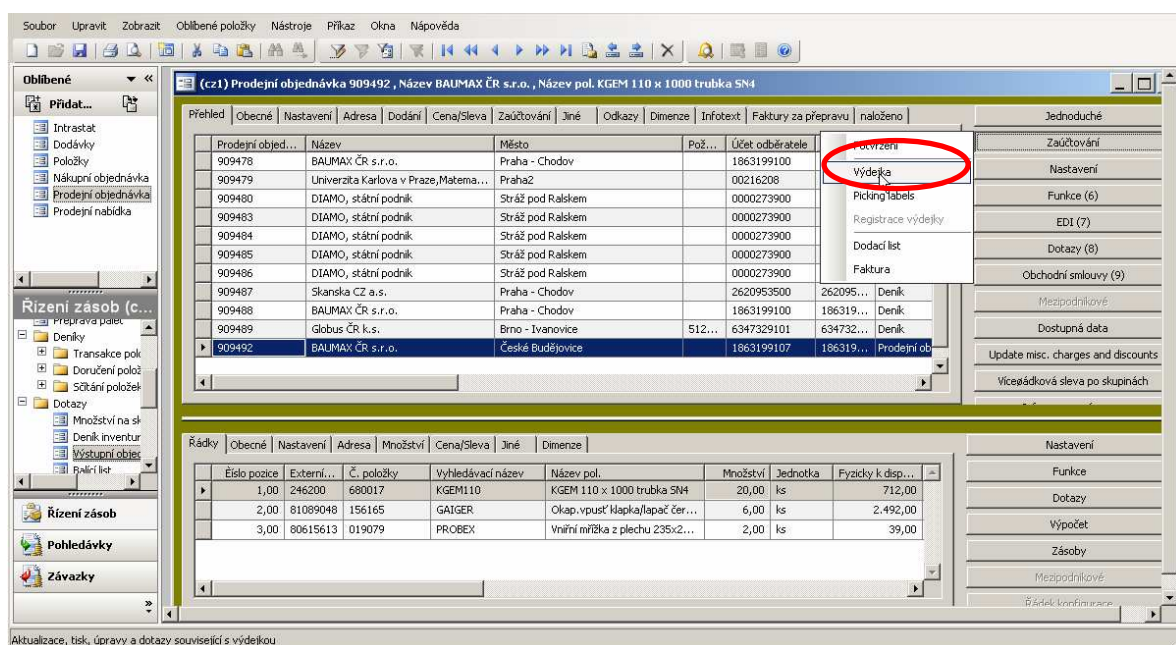 Soubor Upravit Zobrazit Oblíbené položky Nástroje Příkaz Okna Nápověda
Oblíbené
Přidat...
Intrastat
Dodávky
Položky
Nákupní objednávka
Prodejní objednávka
Prodejní nabídka
Řízení zásob (c...
Přeprava palet
Deníky
Transakce polo
Doručení polož
Sčítání položek
Dotazy
Množství na sk
Deník inventur
Výstupní objec
Balicí list
Řízení zásob
Pohledávky
Závazky
(cz1) Prodejní objednávka 909492 , Název BAUMAX ČR s.r.o. , Název pol. KGEM 110 x 1000 trubka SN4
Přehled Obecné Nastavení Adresa Dodání Cena/Sleva Zaúčtování Jiné Odkazy Dimenze Infotext Faktury za přepravu naloženo
Prodejní objed... Název Město Pož... Účet odběratele
909478 BAUMAX ČR s.r.o. Praha - Chodov 1863199100
909479 Univerzita Karlova v Praze,Matema... Praha2 00216208
909480 DIAMO, státní podnik Stráž pod Ralskem 0000273900
909483 DIAMO, státní podnik Stráž pod Ralskem 0000273900
909484 DIAMO, státní podnik Stráž pod Ralskem 0000273900
909485 DIAMO, státní podnik Stráž pod Ralskem 0000273900
909486 DIAMO, státní podnik Stráž pod Ralskem 0000273900
909487 Skanska CZ a.s. Praha - Chodov 2620953500 262095... Deník
909488 BAUMAX ČR s.r.o. Praha - Chodov 1863199100 186319... Deník
909489 Globus ČR k.s. Brno - Ivanovice 512... 6347329101 634732... Deník
909492 BAUMAX ČR s.r.o. České Budějovice 1863199107 186319... Prodejní ob
Potvrzení
Výdejka
Picking labels
Registrace výdejky
Dodací list
Faktura
Jednoduché
Zaúčtování
Nastavení
Funkce (6)
EDI (7)
Dotazy (8)
Obchodní smlouvy (9)
Mezipodnikové
Dostupná data
Update misc. charges and discounts
Víceøádková sleva po skupinách
Řádky Obecné Nastavení Adresa Množství Cena/Sleva Jiné Dimenze
Èíslo pozice Externí... Č. položky Vyhledávací název Název pol. Množství Jednotka Fyzicky k disp...
1,00 246200 680017 KGEM110 KGEM 110 x 1000 trubka SN4 20,00 ks 712,00
2,00 81089048 156165 GAIGER Okap.vpusť klapka/lapač čer... 6,00 ks 2.492,00
3,00 80615613 019079 PROBEX Vniřní mřížka z plechu 235x2... 2,00 ks 39,00
Nastavení
Funkce
Dotazy
Výpočet
Zásoby
Mezipodnikové
Řádek konfigurace
Aktualizace, tisk, úpravy a dotazy související s výdejkou